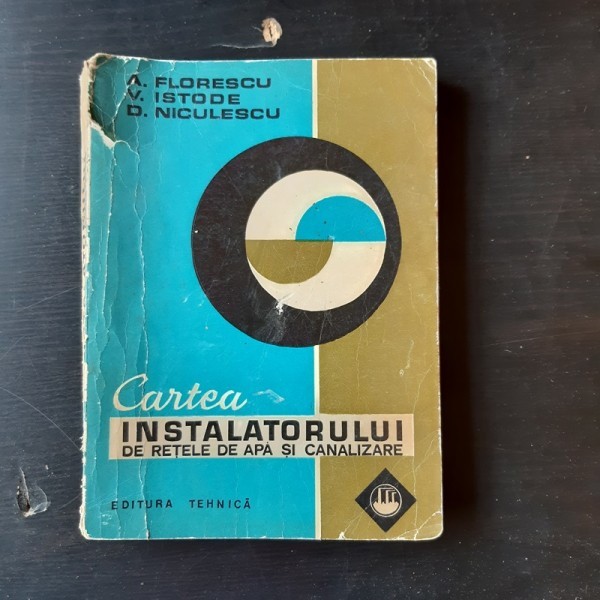 A. FLORESCU
V. ISTODE
D. NICULESCU
Cartea
INSTALATORULUI
DE REȚELE DE APĂ ȘI CANALIZARE
EDITURA TEHNICĂ